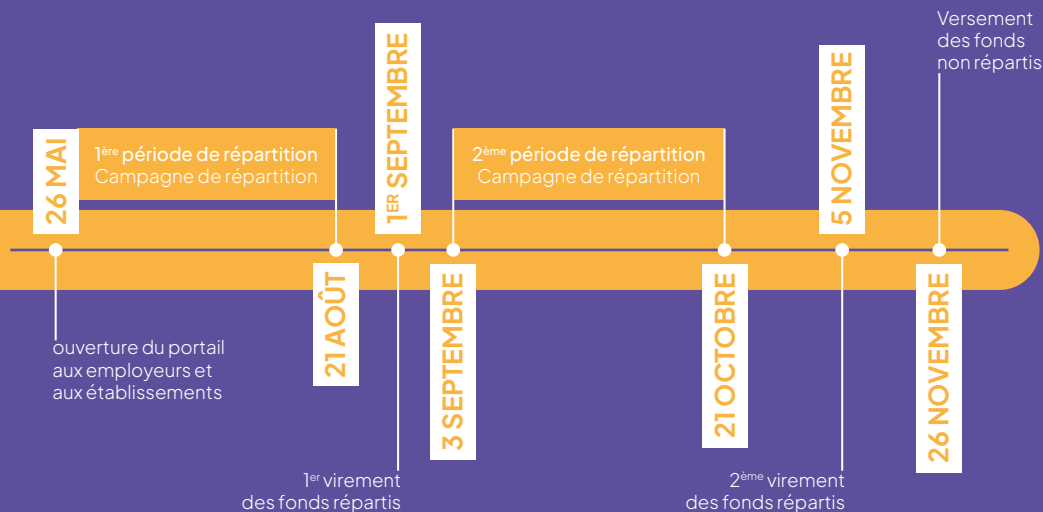 26 MAI
1ère période de répartition
Campagne de répartition
ouverture du portail
aux employeurs et
aux établissements
21 AOÛT
1ER SEPTEMBRE
1er virement
des fonds répartis
3 SEPTEMBRE
2ème période de répartition
Campagne de répartition
21 OCTOBRE
5 NOVEMBRE
2ème virement
des fonds répartis
Versement
des fonds
non répartis
26 NOVEMBRE